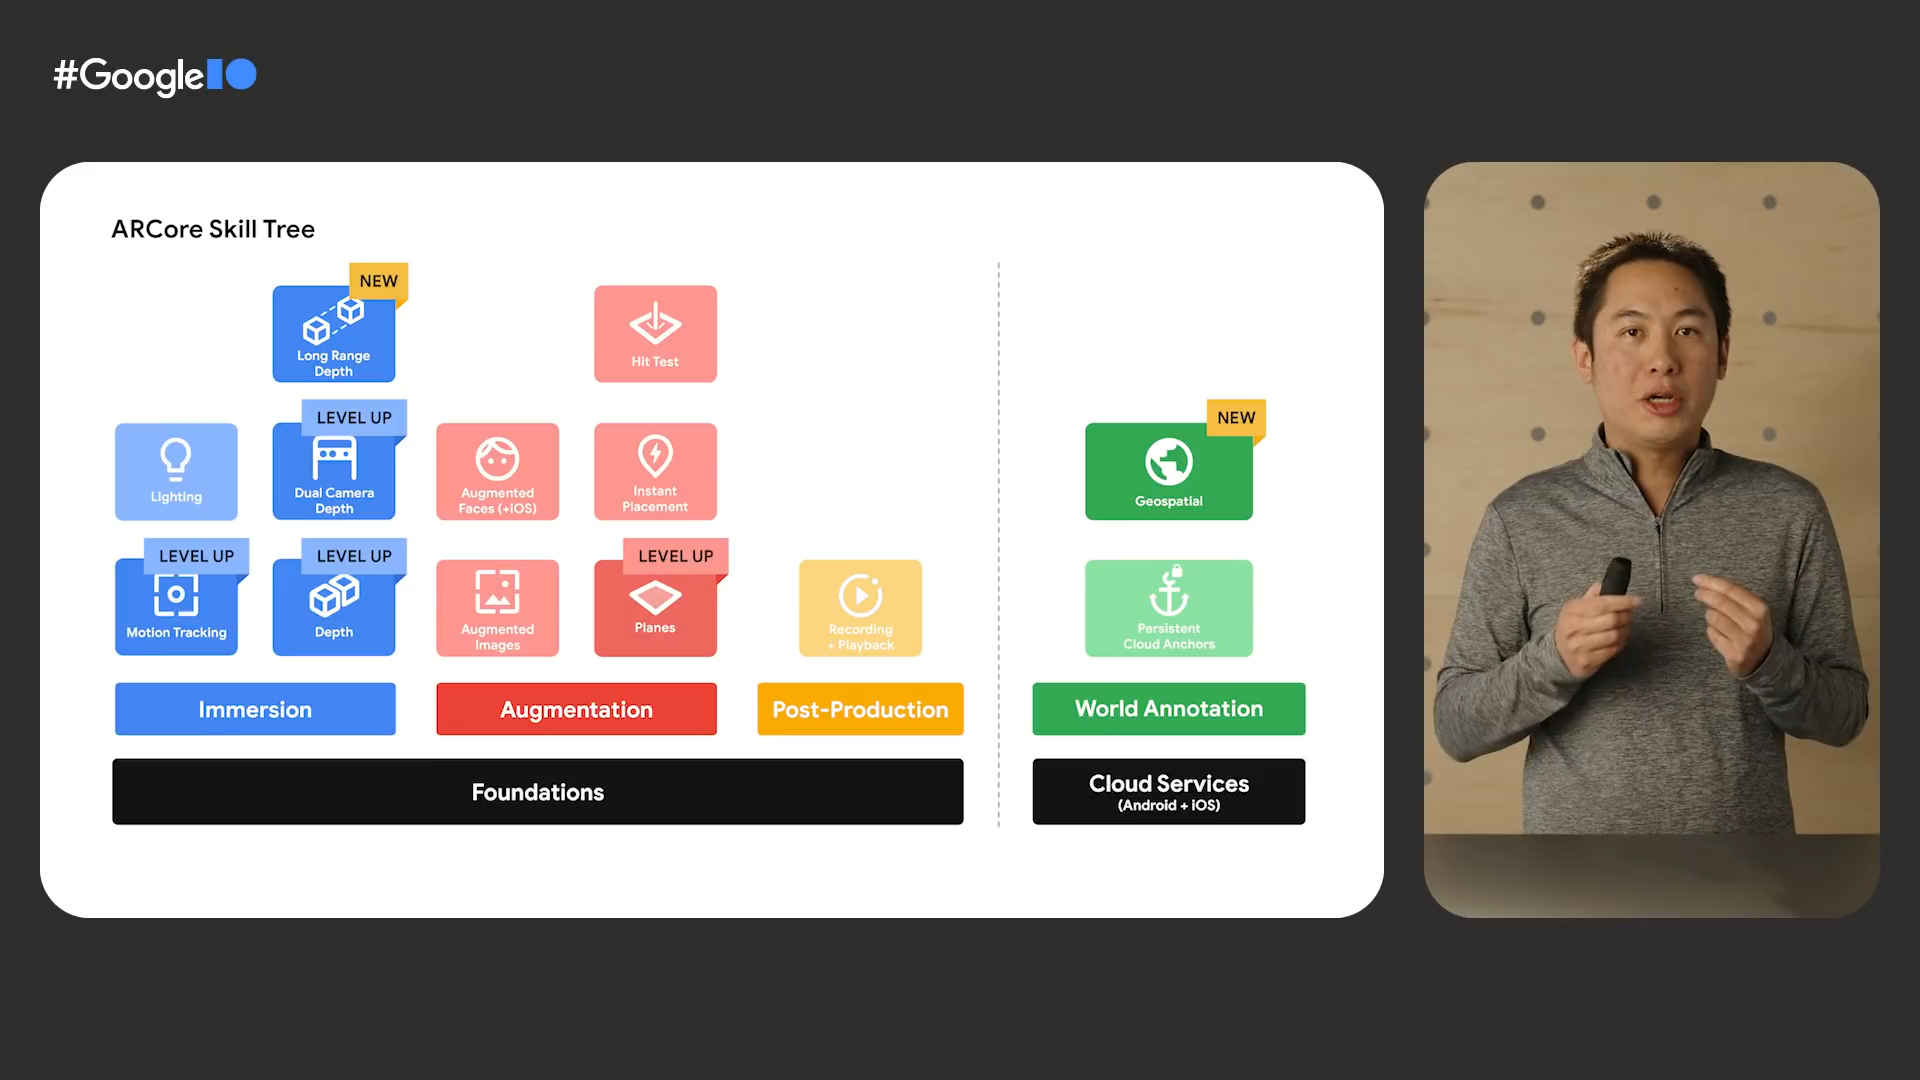 #GoogleIO
ARCore Skill Tree
NEW
Long Range
Depth
Hit Test
LEVEL UP
NEW
Lighting
Dual Camera
Depth
Augmented
Faces (+iOS)
Instant
Placement
Geospatial
LEVEL UP
LEVEL UP
LEVEL UP
Motion Tracking
Depth
Augmented
Images
Planes
Recording
+ Playback
Persistent
Cloud Anchors
Immersion
Augmentation
Post-Production
World Annotation
Foundations
Cloud Services
(Android + iOS)